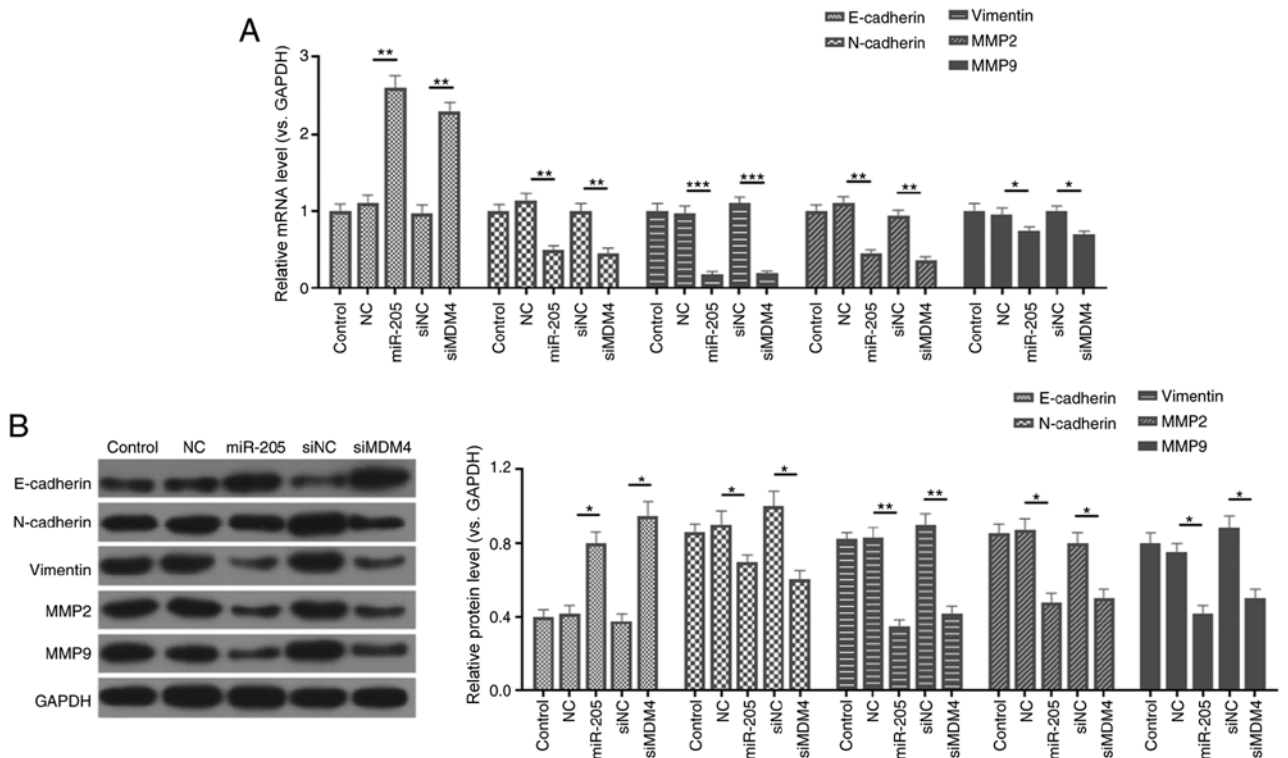 A
E-cadherin
N-cadherin
Vimentin
MMP2
MMP9
Relative mRNA level (vs. GAPDH)
3
2
1
0
** ** ** ** *** *** ** ** * *
Control NC miR-205 siNC siMDM4 Control NC miR-205 siNC siMDM4 Control NC miR-205 siNC siMDM4 Control NC miR-205 siNC siMDM4 Control NC miR-205 siNC siMDM4
B
Control NC miR-205 siNC siMDM4
E-cadherin
N-cadherin
Vimentin
MMP2
MMP9
GAPDH
E-cadherin
N-cadherin
Vimentin
MMP2
MMP9
Relative protein level (vs. GAPDH)
1.2
0.8
0.4
0.0
* * * * ** ** * * * *
Control NC miR-205 siNC siMDM4 Control NC miR-205 siNC siMDM4 Control NC miR-205 siNC siMDM4 Control NC miR-205 siNC siMDM4 Control NC miR-205 siNC siMDM4